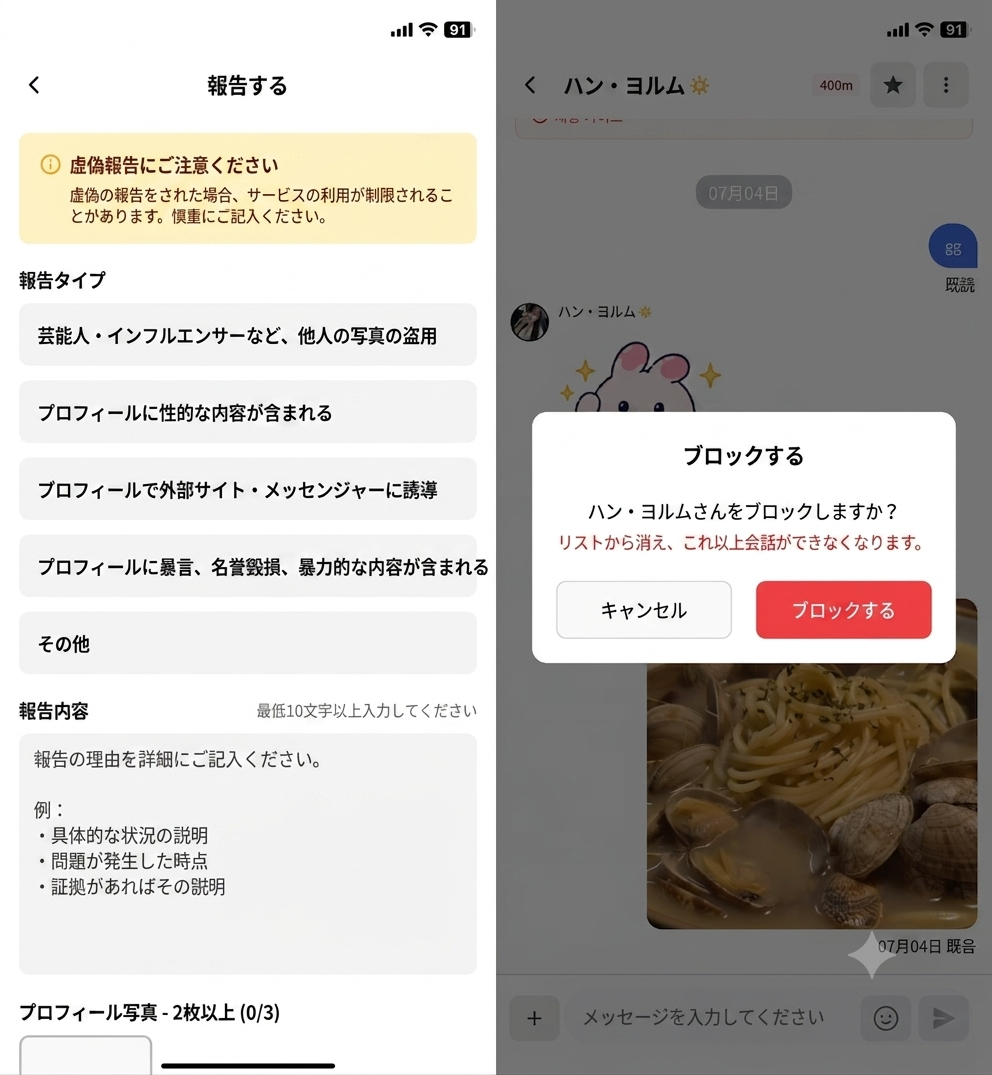 91
報告する
虚偽報告にご注意ください
虚偽の報告をされた場合、サービスの利用が制限されるこ
とがあります。慎重にご記入ください。
報告タイプ
芸能人・インフルエンサーなど、他人の写真の盗用
プロフィールに性的な内容が含まれる
プロフィールで外部サイト・メッセンジャーに誘導
プロフィールに暴言、名誉毀損、暴力的な内容が含まれる
その他
報告内容
最低10文字以上入力してください
報告の理由を詳細にご記入ください。
例：
・具体的な状況の説明
・問題が発生した時点
・証拠があればその説明
プロフィール写真 - 2枚以上 (0/3)
91
ハン・ヨルム
400m
07月04日
gg
既読
ハン・ヨルム
ブロックする
ハン・ヨルムさんをブロックしますか？
リストから消え、これ以上会話ができなくなります。
キャンセル
ブロックする
07月04日
メッセージを入力してください